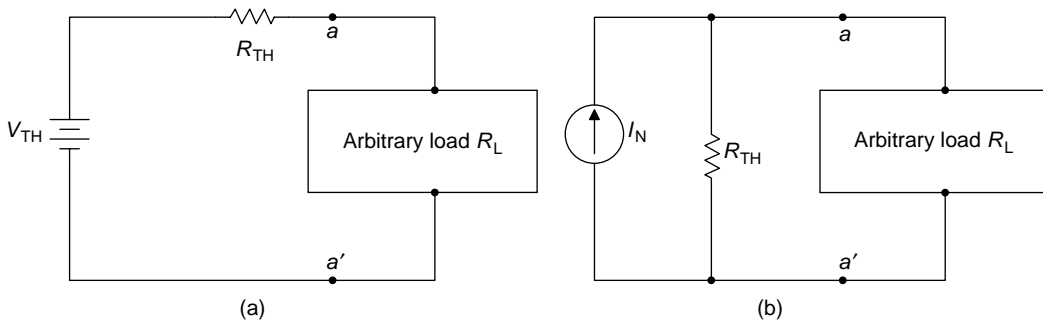 a
R_TH
V_TH
Arbitrary load R_L
a′
(a)
a
I_N
R_TH
Arbitrary load R_L
a′
(b)